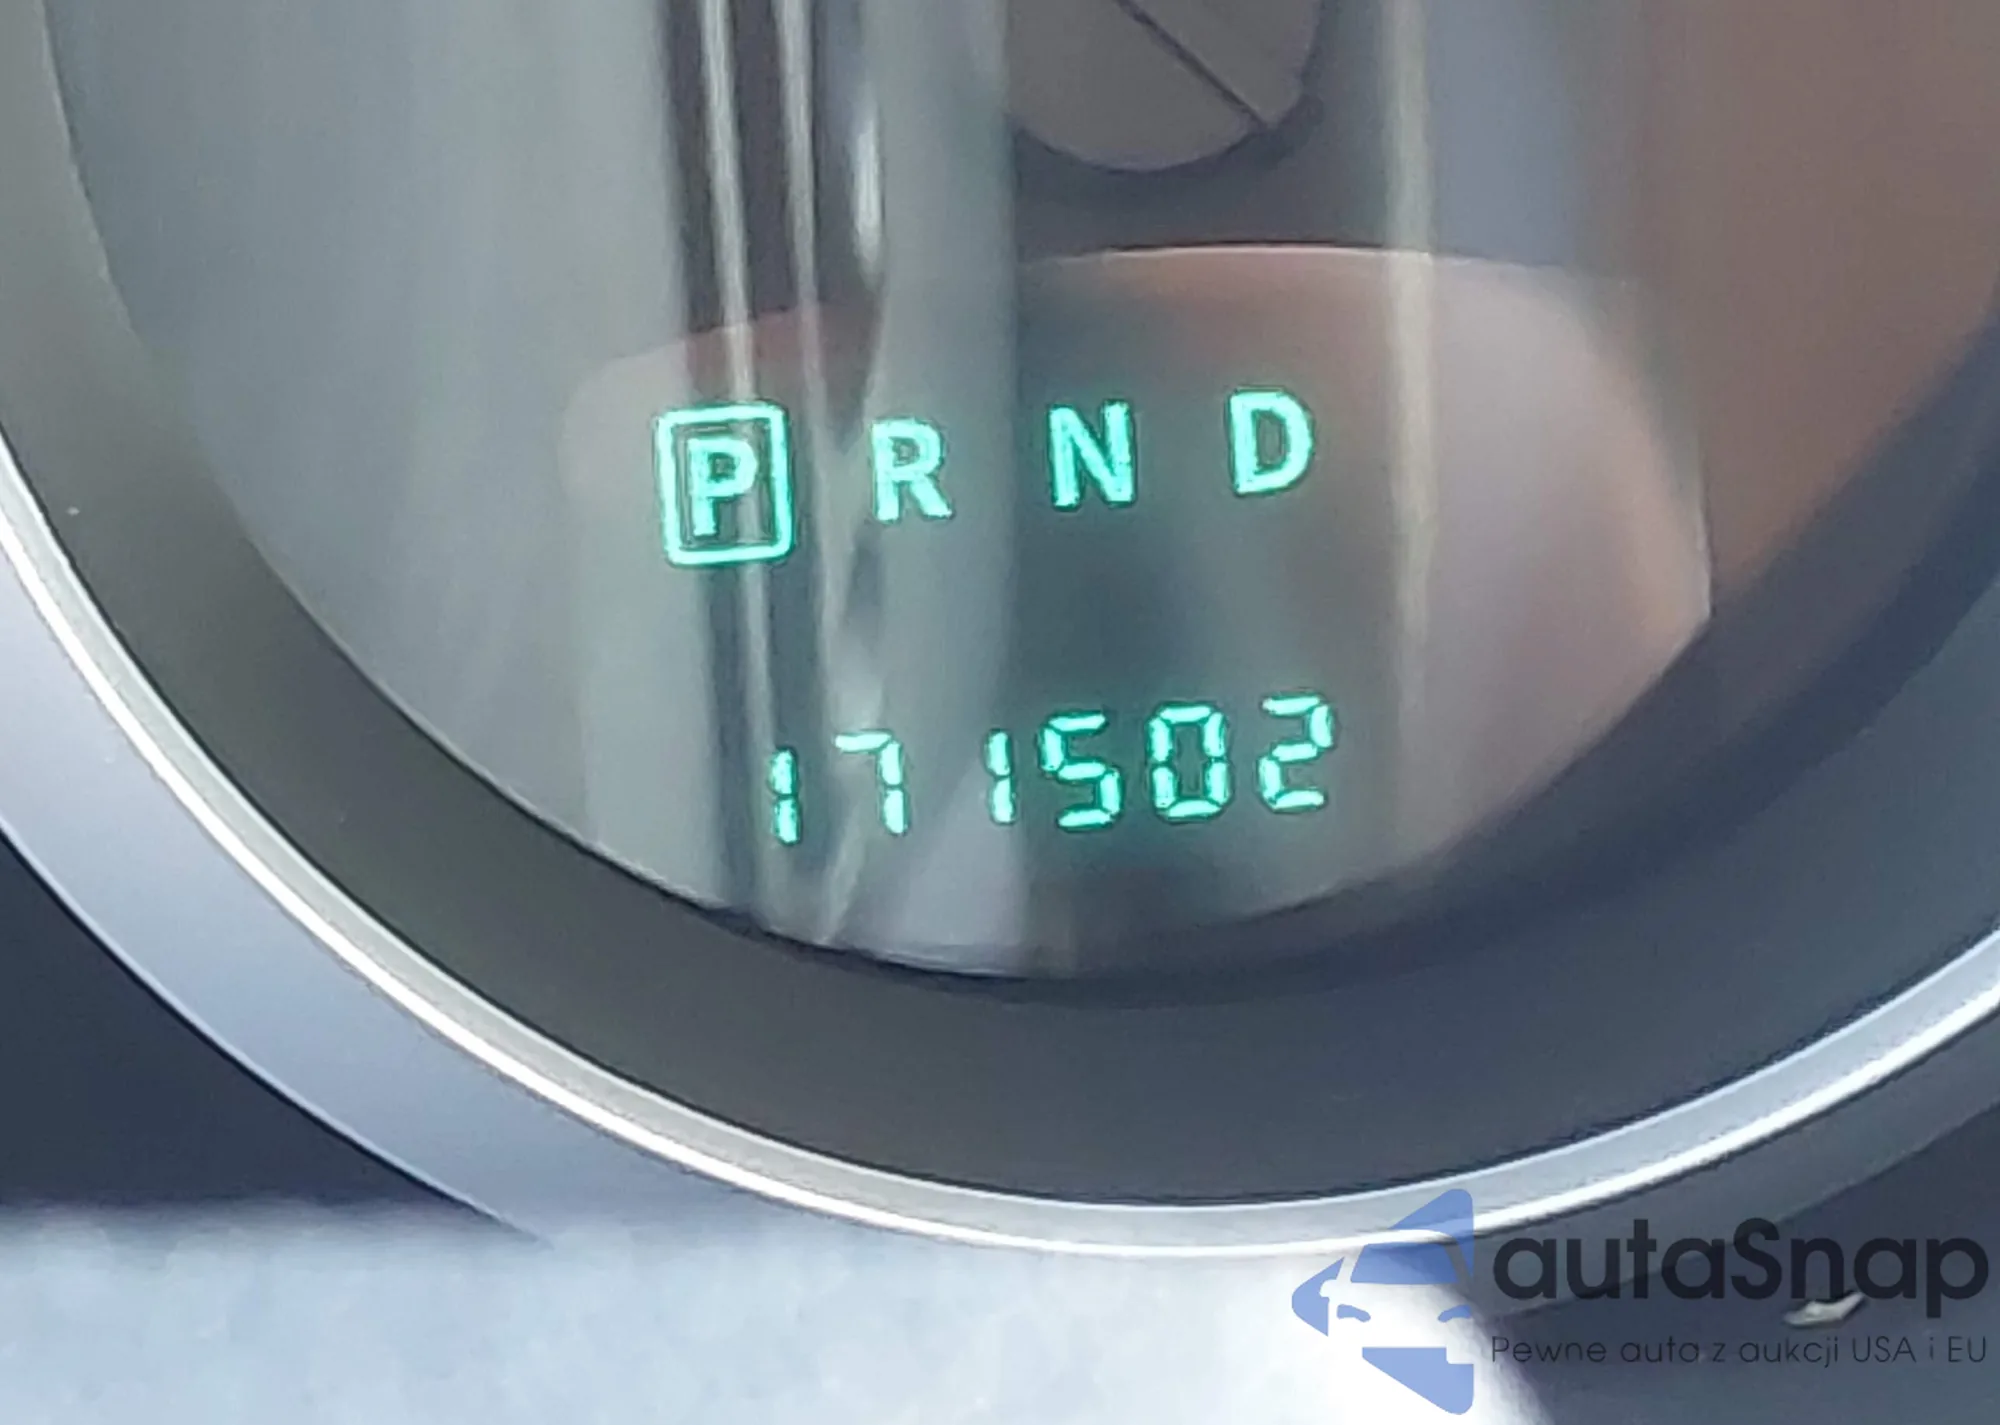 P R N D
171502
autaSnap
Pewne auta z aukcji USA i EU